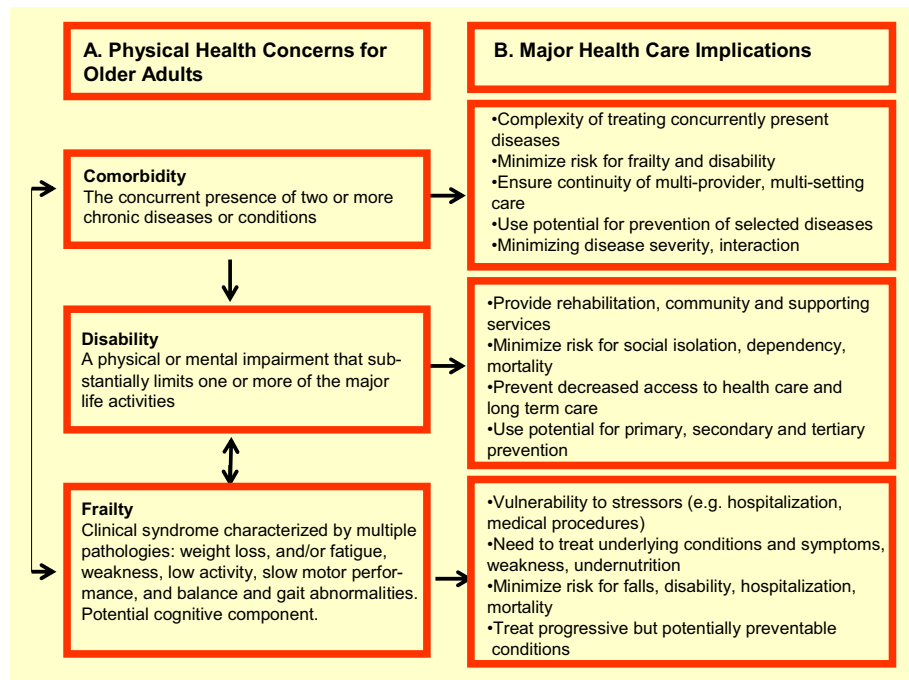 A. Physical Health Concerns for
Older Adults
B. Major Health Care Implications
Comorbidity
The concurrent presence of two or more
chronic diseases or conditions
•Complexity of treating concurrently present
diseases
•Minimize risk for frailty and disability
•Ensure continuity of multi-provider, multi-setting
care
•Use potential for prevention of selected diseases
•Minimizing disease severity, interaction
Disability
A physical or mental impairment that sub-
stantially limits one or more of the major
life activities
•Provide rehabilitation, community and supporting
services
•Minimize risk for social isolation, dependency,
mortality
•Prevent decreased access to health care and
long term care
•Use potential for primary, secondary and tertiary
prevention
Frailty
Clinical syndrome characterized by multiple
pathologies: weight loss, and/or fatigue,
weakness, low activity, slow motor perfor-
mance, and balance and gait abnormalities.
Potential cognitive component.
•Vulnerability to stressors (e.g. hospitalization,
medical procedures)
•Need to treat underlying conditions and symptoms,
weakness, undernutrition
•Minimize risk for falls, disability, hospitalization,
mortality
•Treat progressive but potentially preventable
conditions